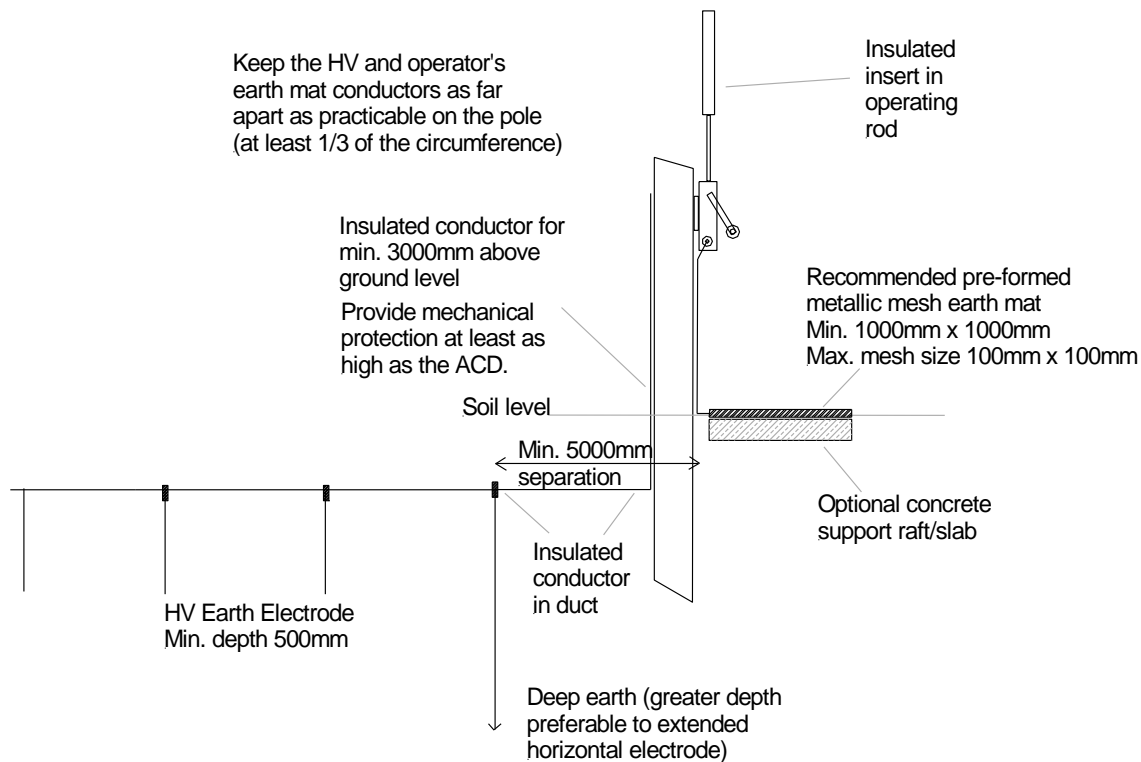 Keep the HV and operator's
earth mat conductors as far
apart as practicable on the pole
(at least 1/3 of the circumference)
Insulated
insert in
operating
rod
Insulated conductor for
min. 3000mm above
ground level
Provide mechanical
protection at least as
high as the ACD.
Recommended pre-formed
metallic mesh earth mat
Min. 1000mm x 1000mm
Max. mesh size 100mm x 100mm
Soil level
Min. 5000mm
separation
Optional concrete
support raft/slab
Insulated
conductor
in duct
HV Earth Electrode
Min. depth 500mm
Deep earth (greater depth
preferable to extended
horizontal electrode)